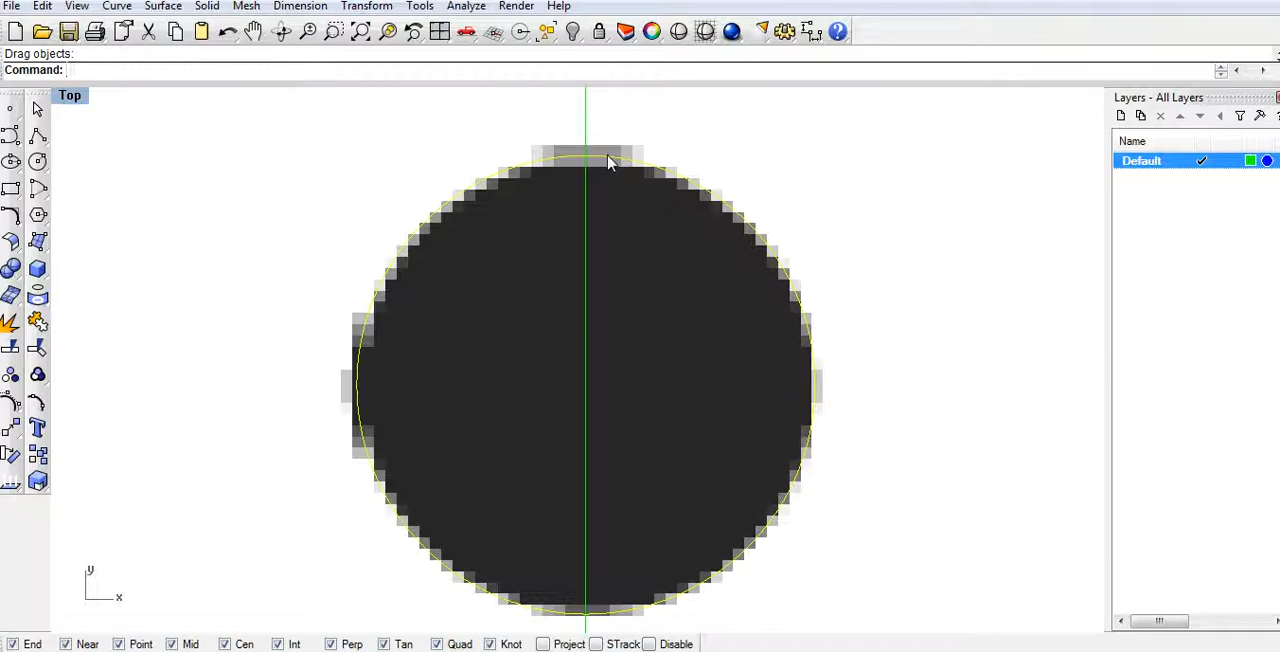 File Edit View Curve Surface Solid Mesh Dimension Transform Tools Analyze Render Help
Drag objects:
Command:
Top
Layers - All Layers
Name
Default
y
x
End Near Point Mid Cen Int Perp Tan Quad Knot Project STrack Disable